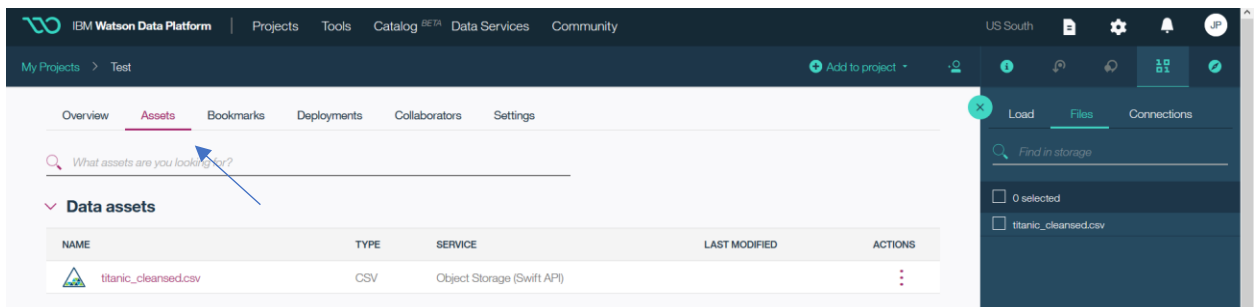 IBM Watson Data Platform | Projects Tools Catalog BETA Data Services Community US South JP
My Projects > Test Add to project
Overview Assets Bookmarks Deployments Collaborators Settings
Load Files Connections
What assets are you looking for?
Find in storage
Data assets
0 selected
NAME TYPE SERVICE LAST MODIFIED ACTIONS
titanic_cleansed.csv
titanic_cleansed.csv CSV Object Storage (Swift API)